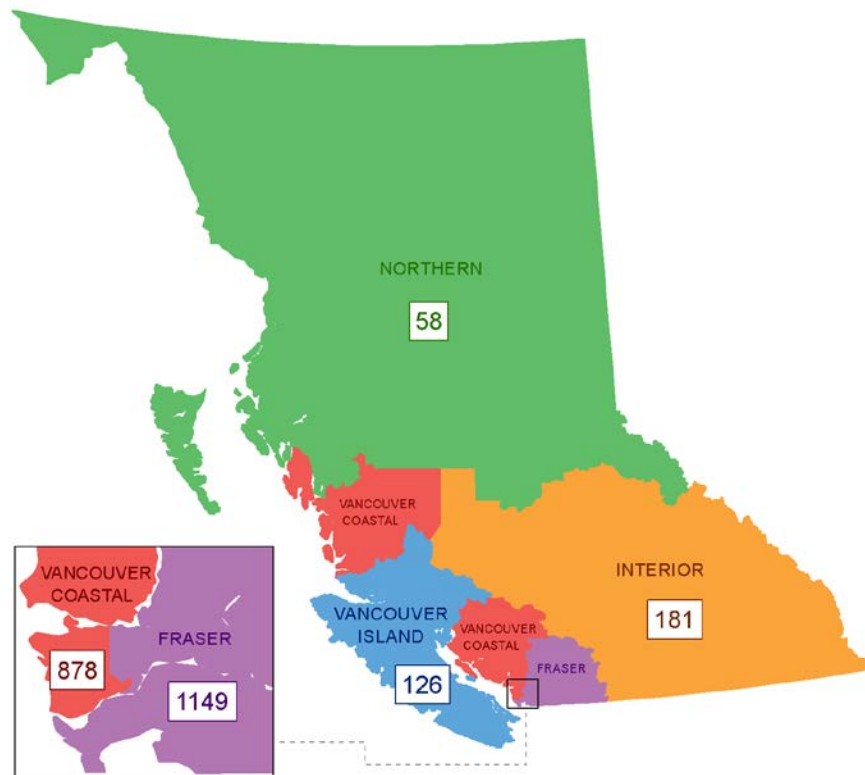 NORTHERN
58
VANCOUVER
COASTAL
INTERIOR
181
VANCOUVER
ISLAND
126
VANCOUVER
COASTAL
FRASER
VANCOUVER
COASTAL
FRASER
878
1149